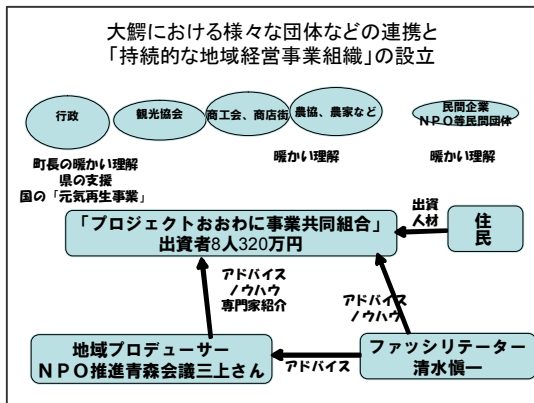 大鰐における様々な団体などの連携と
「持続的な地域経営事業組織」の設立
行政
観光協会
商工会、商店街
農協、農家など
民間企業
NPO等民間団体
町長の暖かい理解
県の支援
国の「元気再生事業」
暖かい理解
暖かい理解
「プロジェクトおおわに事業共同組合」
出資者8人320万円
出資
人材
住
民
アドバイス
ノウハウ
専門家紹介
アドバイス
ノウハウ
地域プロデューサー
NPO推進青森会議三上さん
アドバイス
ファッシリテーター
清水愼一